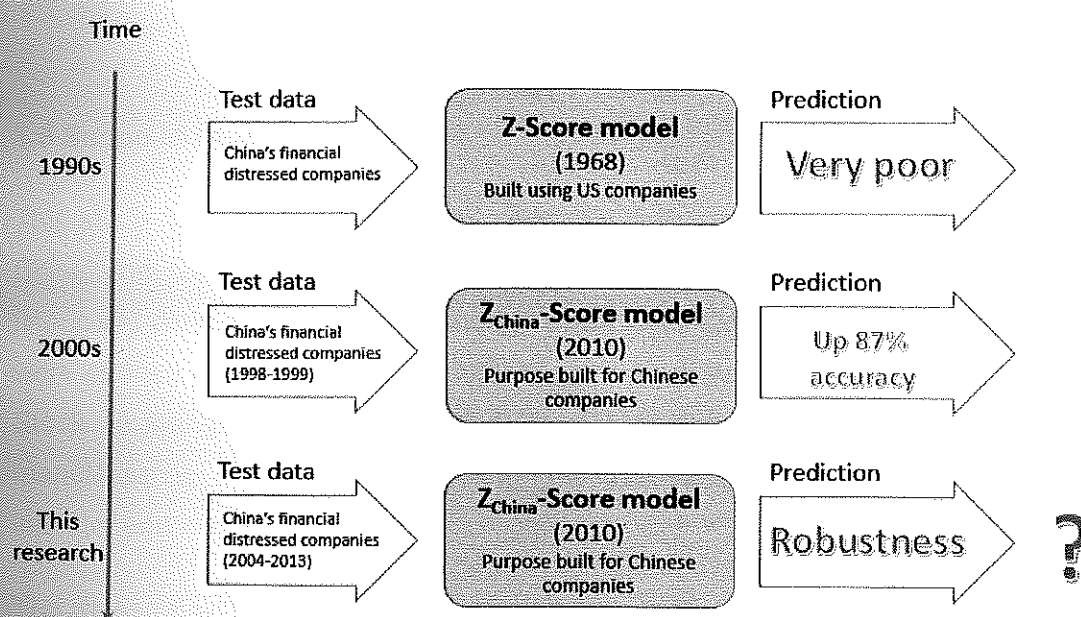 Time
1990s
Test data
China's financial
distressed companies
Z-Score model
(1968)
Built using US companies
Prediction
Very poor
2000s
Test data
China's financial
distressed companies
(1998-1999)
ZChina-Score model
(2010)
Purpose built for Chinese
companies
Prediction
Up 87%
accuracy
This
research
Test data
China's financial
distressed companies
(2004-2013)
ZChina-Score model
(2010)
Purpose built for Chinese
companies
Prediction
Robustness
?